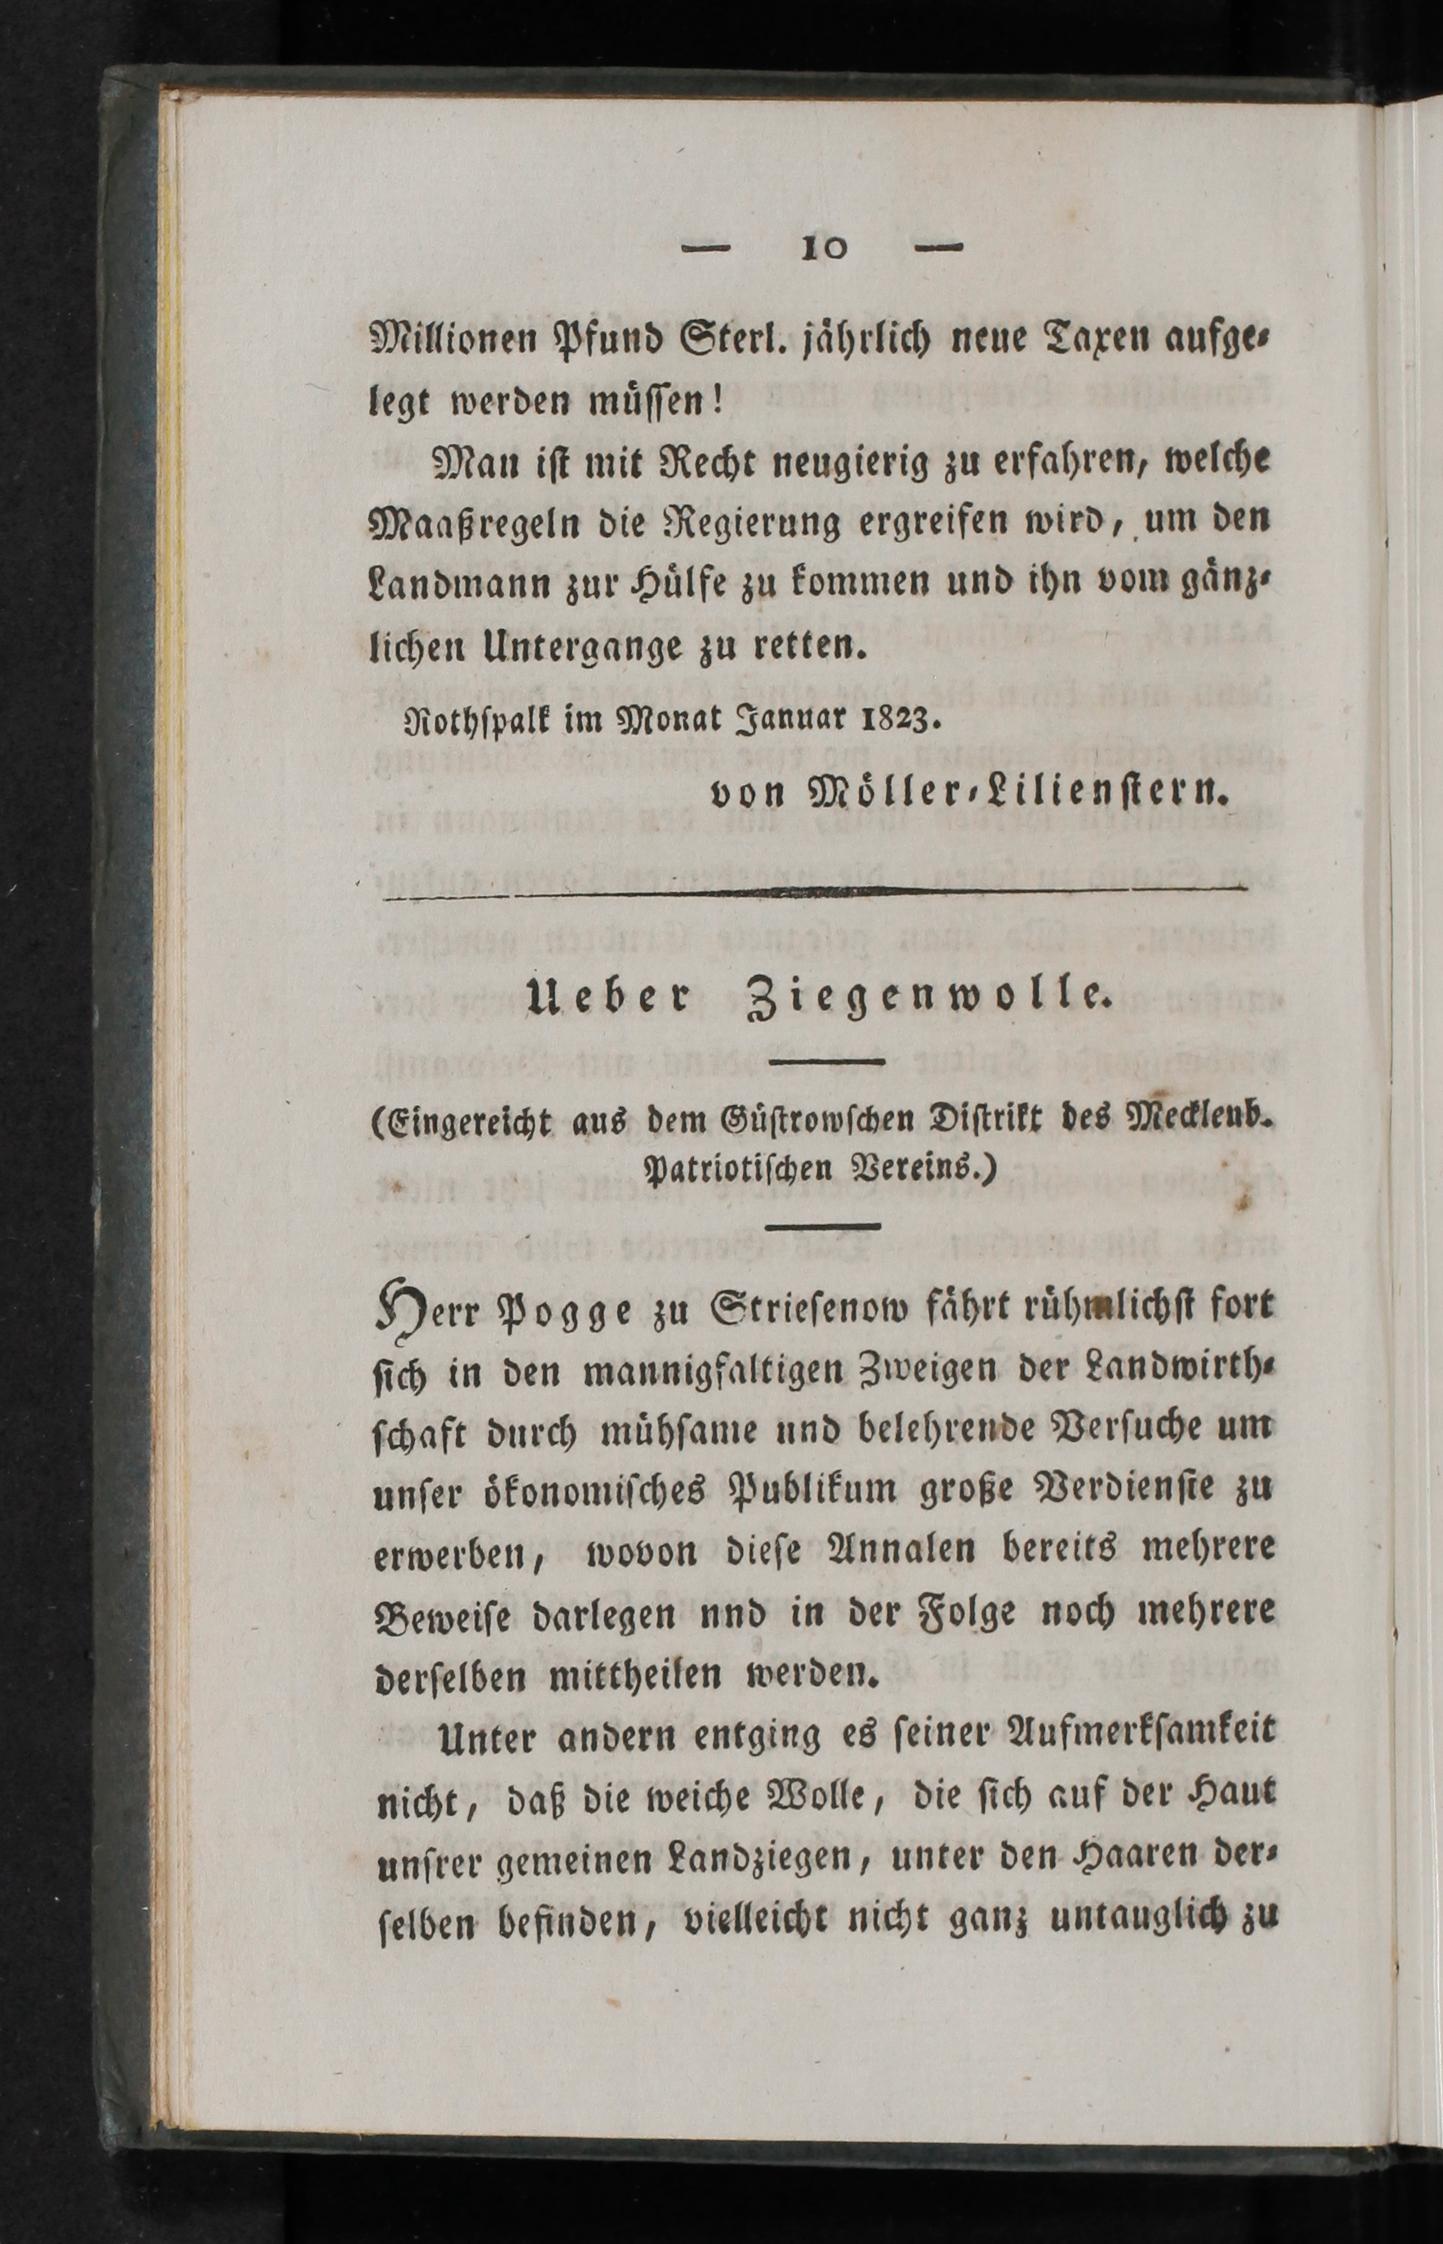 — 10 —
Millionen Pfund Sterl. jährlich neue Taxen aufge-
legt werden müſſen!
Man iſt mit Recht neugierig zu erfahren, welche
Maaßregeln die Regierung ergreifen wird, um den
Landmann zur Hülfe zu kommen und ihn vom gänz-
lichen Untergange zu retten.
Rothſpalk im Monat Januar 1823.
von Möller-Lilienſtern.
Ueber Ziegenwolle.
(Eingereicht aus dem Güſtrowſchen Diſtrikt des Mecklenb.
Patriotiſchen Vereins.)
Herr Pogge zu Strieſenow fährt rühmlichſt fort
ſich in den mannigfaltigen Zweigen der Landwirth-
ſchaft durch mühſame und belehrende Verſuche um
unſer ökonomiſches Publikum große Verdienſte zu
erwerben, wovon dieſe Annalen bereits mehrere
Beweiſe darlegen nnd in der Folge noch mehrere
derſelben mittheilen werden.
Unter andern entging es ſeiner Aufmerkſamkeit
nicht, daß die weiche Wolle, die ſich auf der Haut
unſrer gemeinen Landziegen, unter den Haaren der-
ſelben befinden, vielleicht nicht ganz untauglich zu